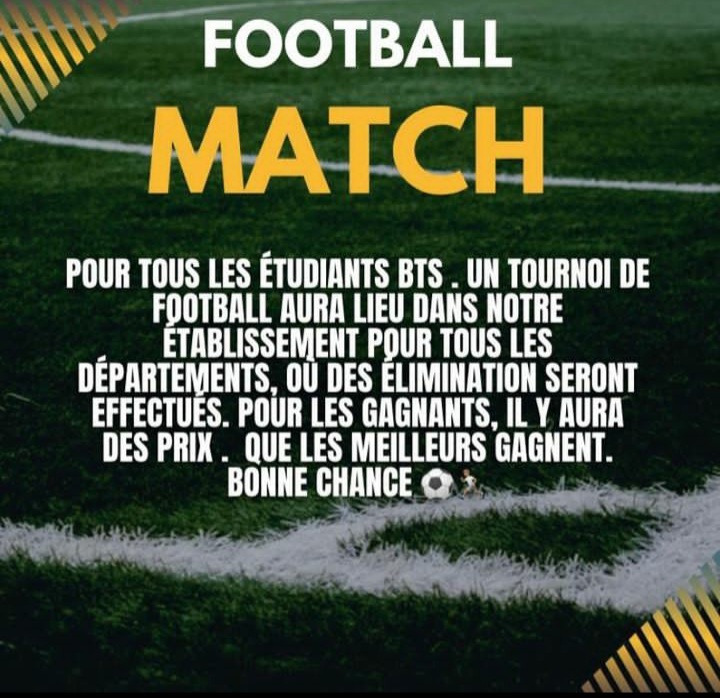 FOOTBALL
MATCH
POUR TOUS LES ÉTUDIANTS BTS . UN TOURNOI DE
FOOTBALL AURA LIEU DANS NOTRE
ÉTABLISSEMENT POUR TOUS LES
DÉPARTEMENTS, OÙ DES ÉLIMINATION SERONT
EFFECTUÉS. POUR LES GAGNANTS, IL Y AURA
DES PRIX . QUE LES MEILLEURS GAGNENT.
BONNE CHANCE ⚽🏃